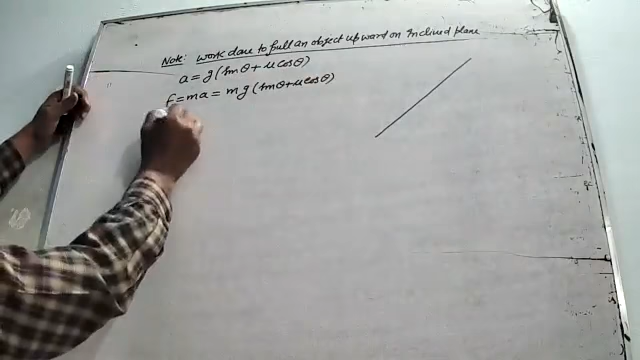 Note: work done to pull an object upward on Inclined plane
a = g (sinθ + μ cosθ)
F = ma = mg (sinθ + μ cosθ)